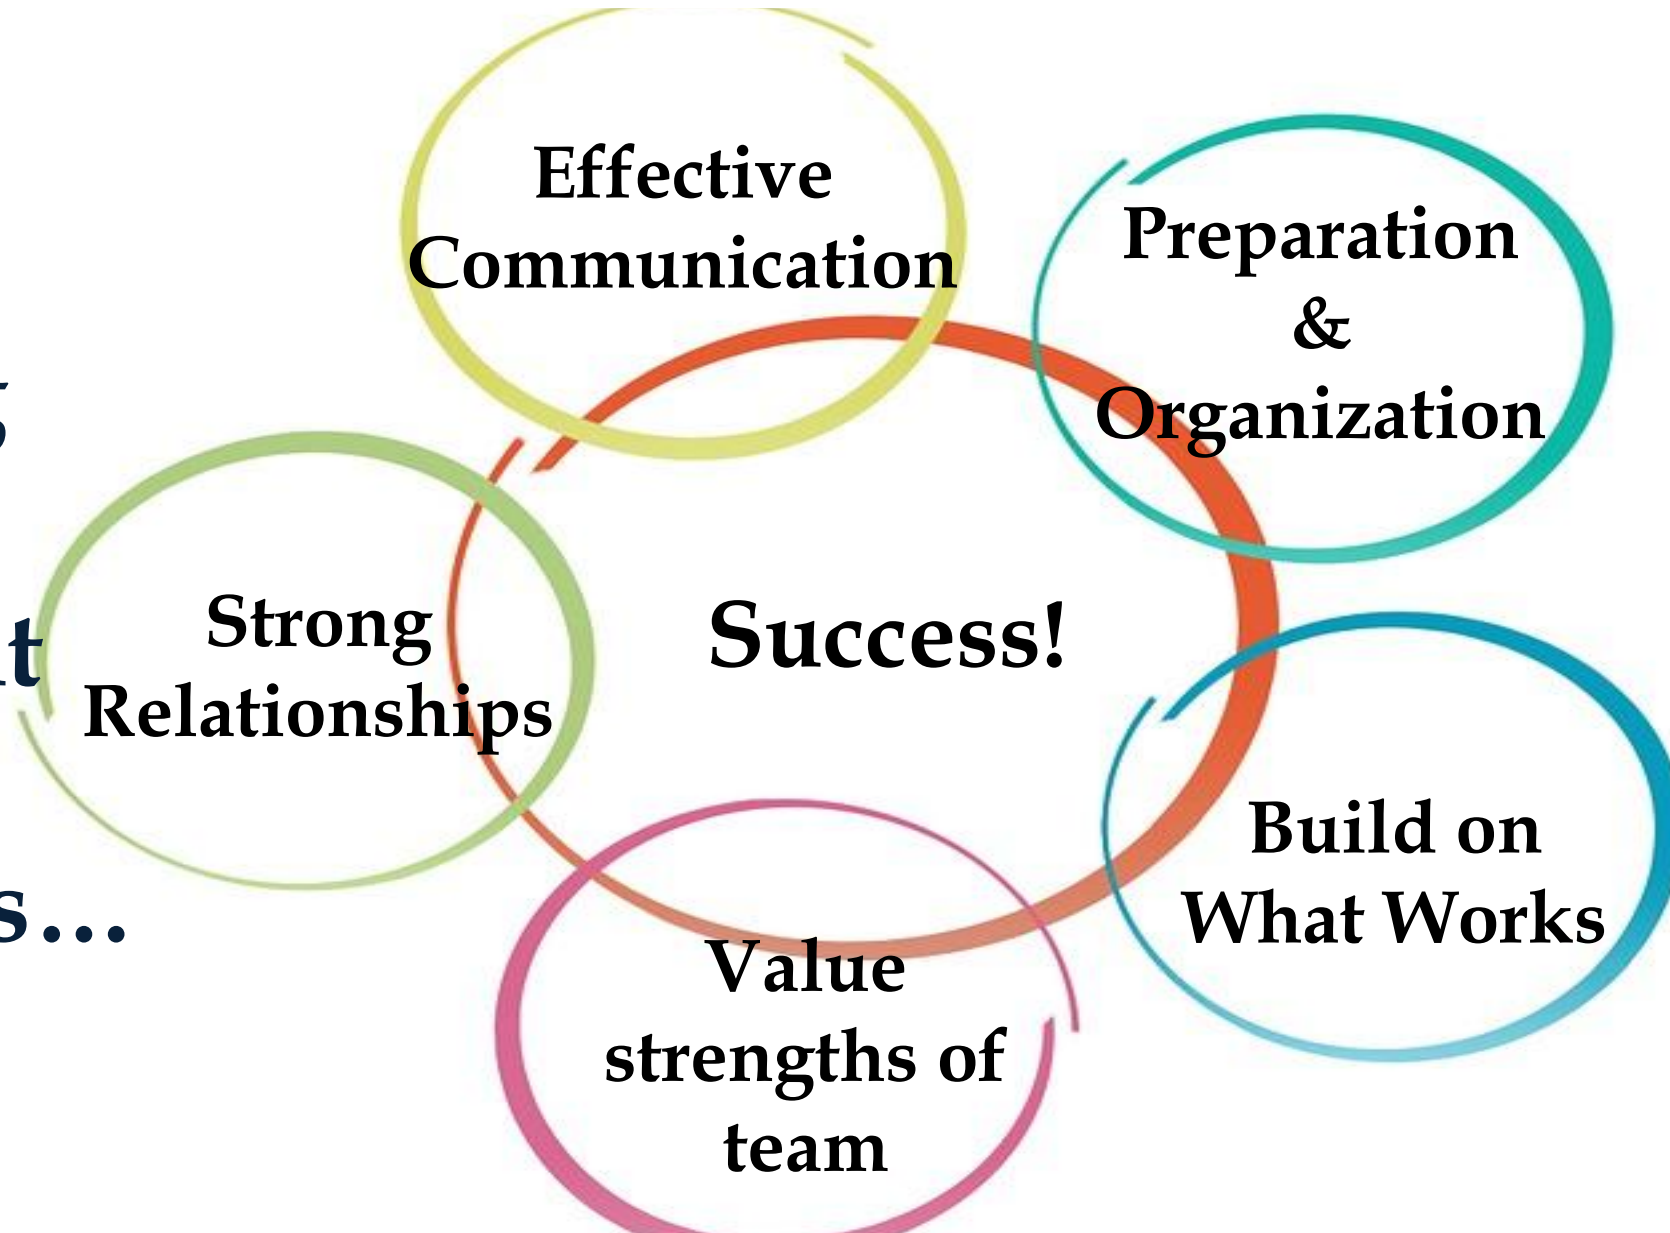 Effective
Communication
Preparation
&
Organization
Strong
Relationships
Success!
Build on
What Works
Value
strengths of
team